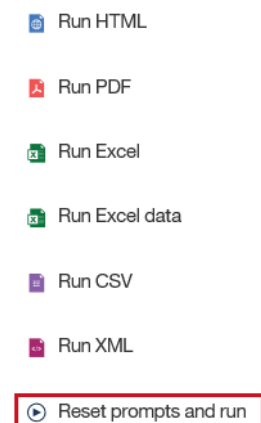 Run HTML
Run PDF
Run Excel
Run Excel data
Run CSV
Run XML
Reset prompts and run